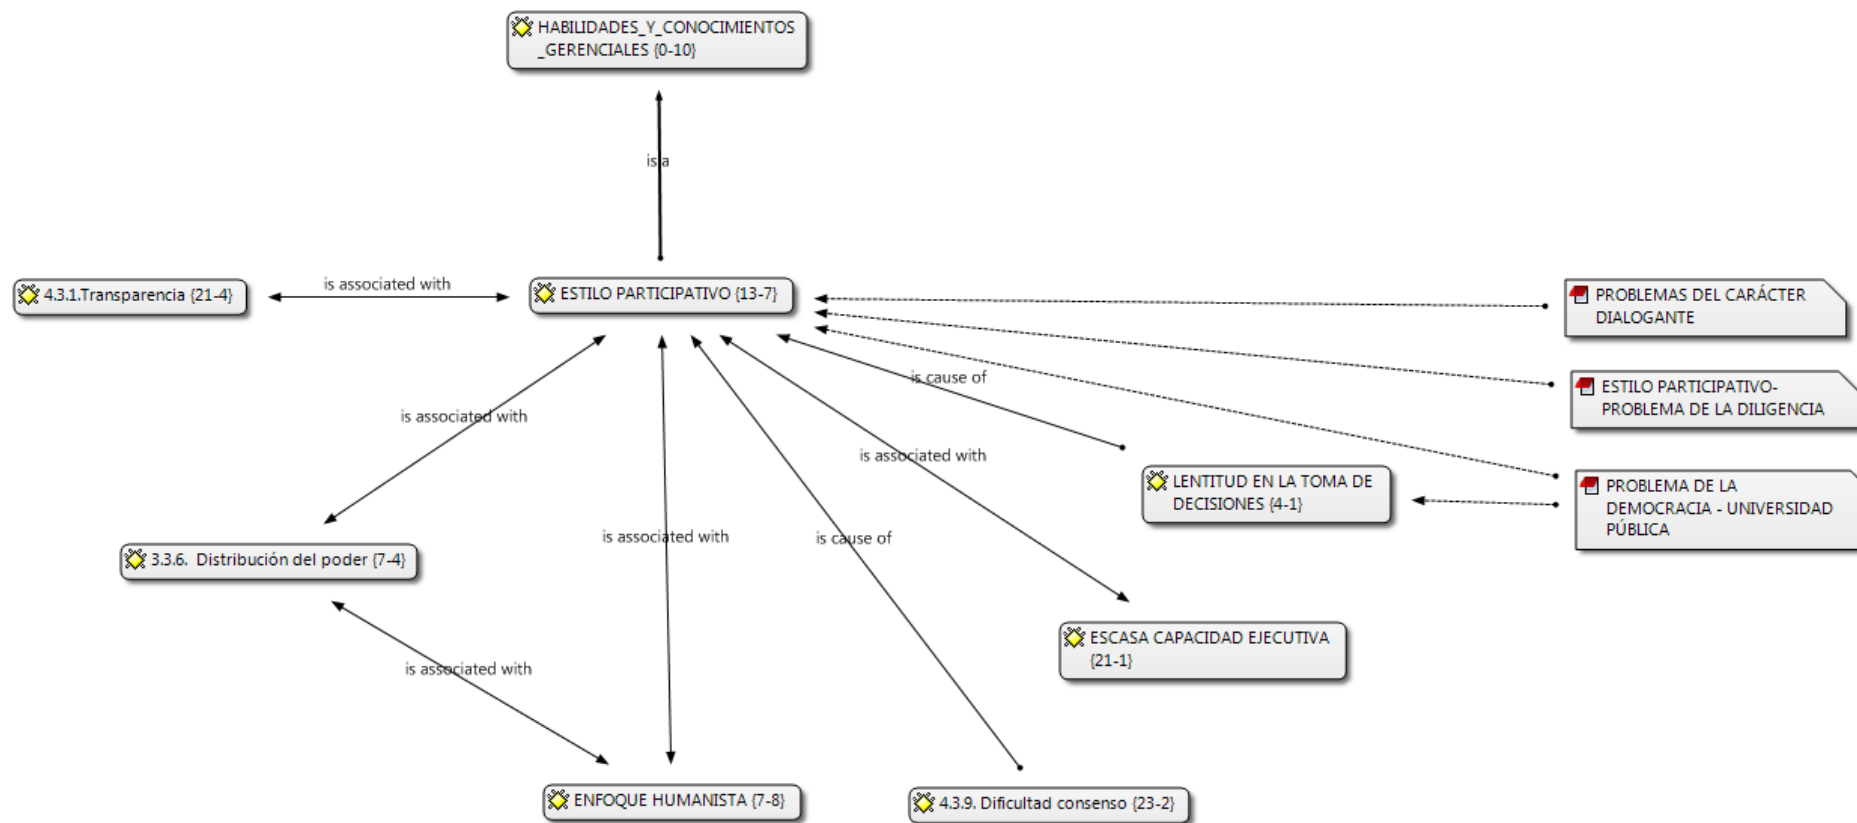 HABILIDADES_Y_CONOCIMIENTOS
_GERENCIALES {0-10}
is a
4.3.1.Transparencia {21-4}
is associated with
ESTILO PARTICIPATIVO {13-7}
PROBLEMAS DEL CARÁCTER
DIALOGANTE
is cause of
ESTILO PARTICIPATIVO-
PROBLEMA DE LA DILIGENCIA
is associated with
is associated with
LENTITUD EN LA TOMA DE
DECISIONES {4-1}
PROBLEMA DE LA
DEMOCRACIA - UNIVERSIDAD
PÚBLICA
is associated with
is cause of
3.3.6.  Distribución del poder {7-4}
ESCASA CAPACIDAD EJECUTIVA
{21-1}
is associated with
ENFOQUE HUMANISTA {7-8}
4.3.9. Dificultad consenso {23-2}